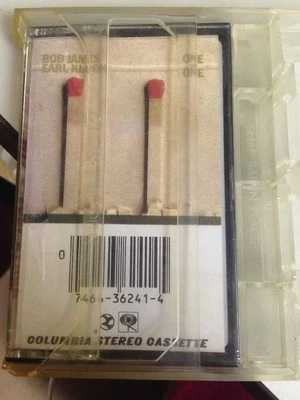 BOB JAMES ONE
EARL KLUGH ON ONE
0
7464-36241-4
COLUMBIA STEREO CASSETTE